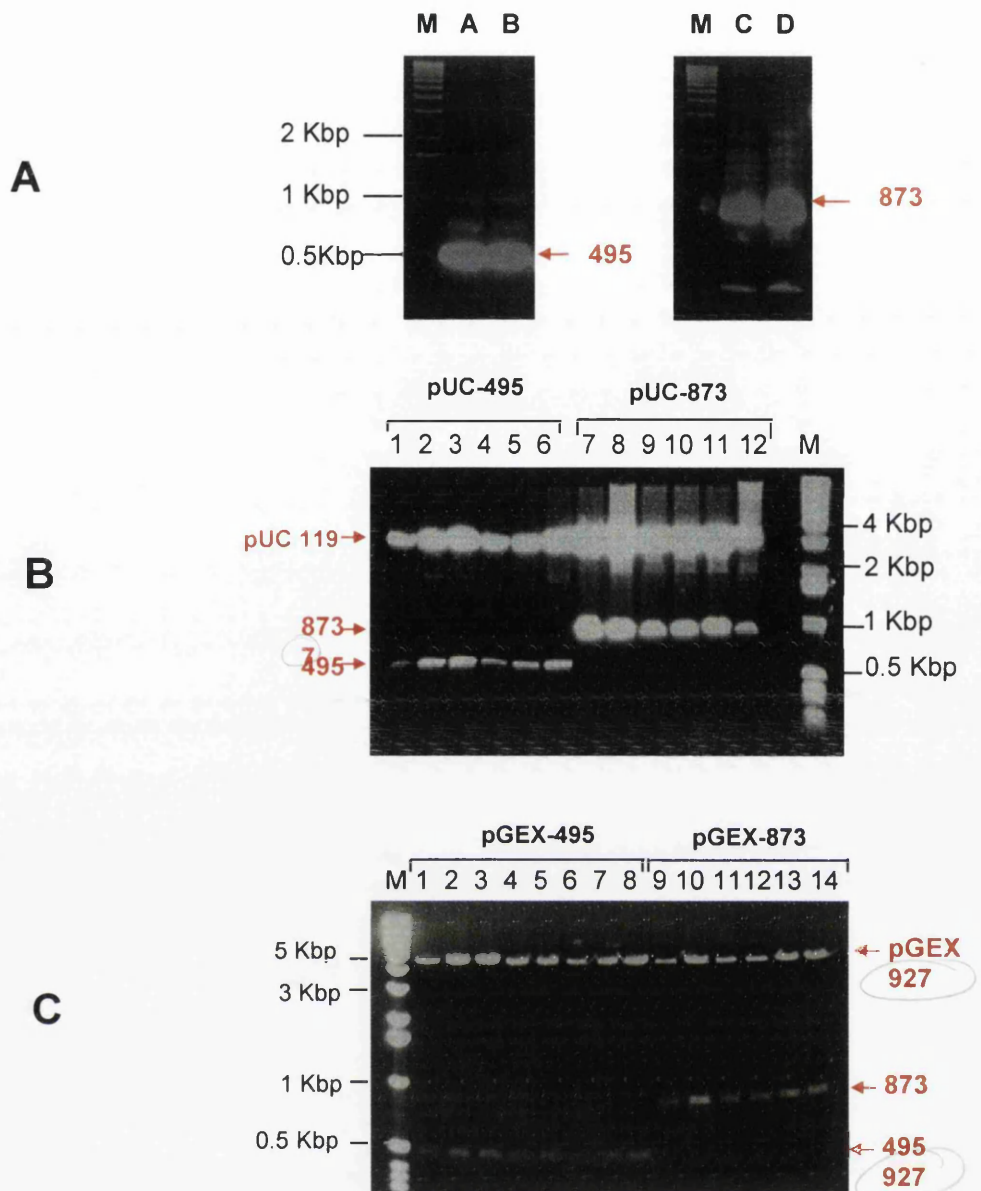 M A B
M C D
A
2 Kbp
1 Kbp
0.5Kbp
495
873
pUC-495
pUC-873
1 2 3 4 5 6 7 8 9 10 11 12 M
B
pUC 119
873
7
495
4 Kbp
2 Kbp
1 Kbp
0.5 Kbp
pGEX-495
pGEX-873
M 1 2 3 4 5 6 7 8 9 10 11 12 13 14
C
5 Kbp
3 Kbp
1 Kbp
0.5 Kbp
pGEX
927
873
495
927